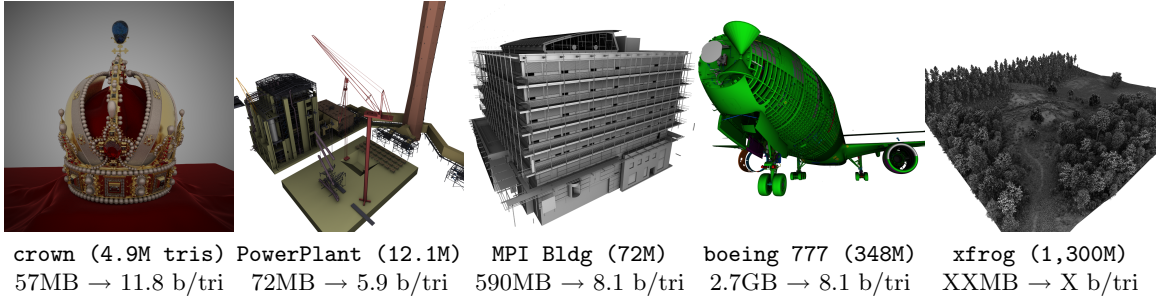 crown (4.9M tris) PowerPlant (12.1M) MPI Bldg (72M) boeing 777 (348M) xfrog (1,300M)
57MB → 11.8 b/tri 72MB → 5.9 b/tri 590MB → 8.1 b/tri 2.7GB → 8.1 b/tri XXMB → X b/tri